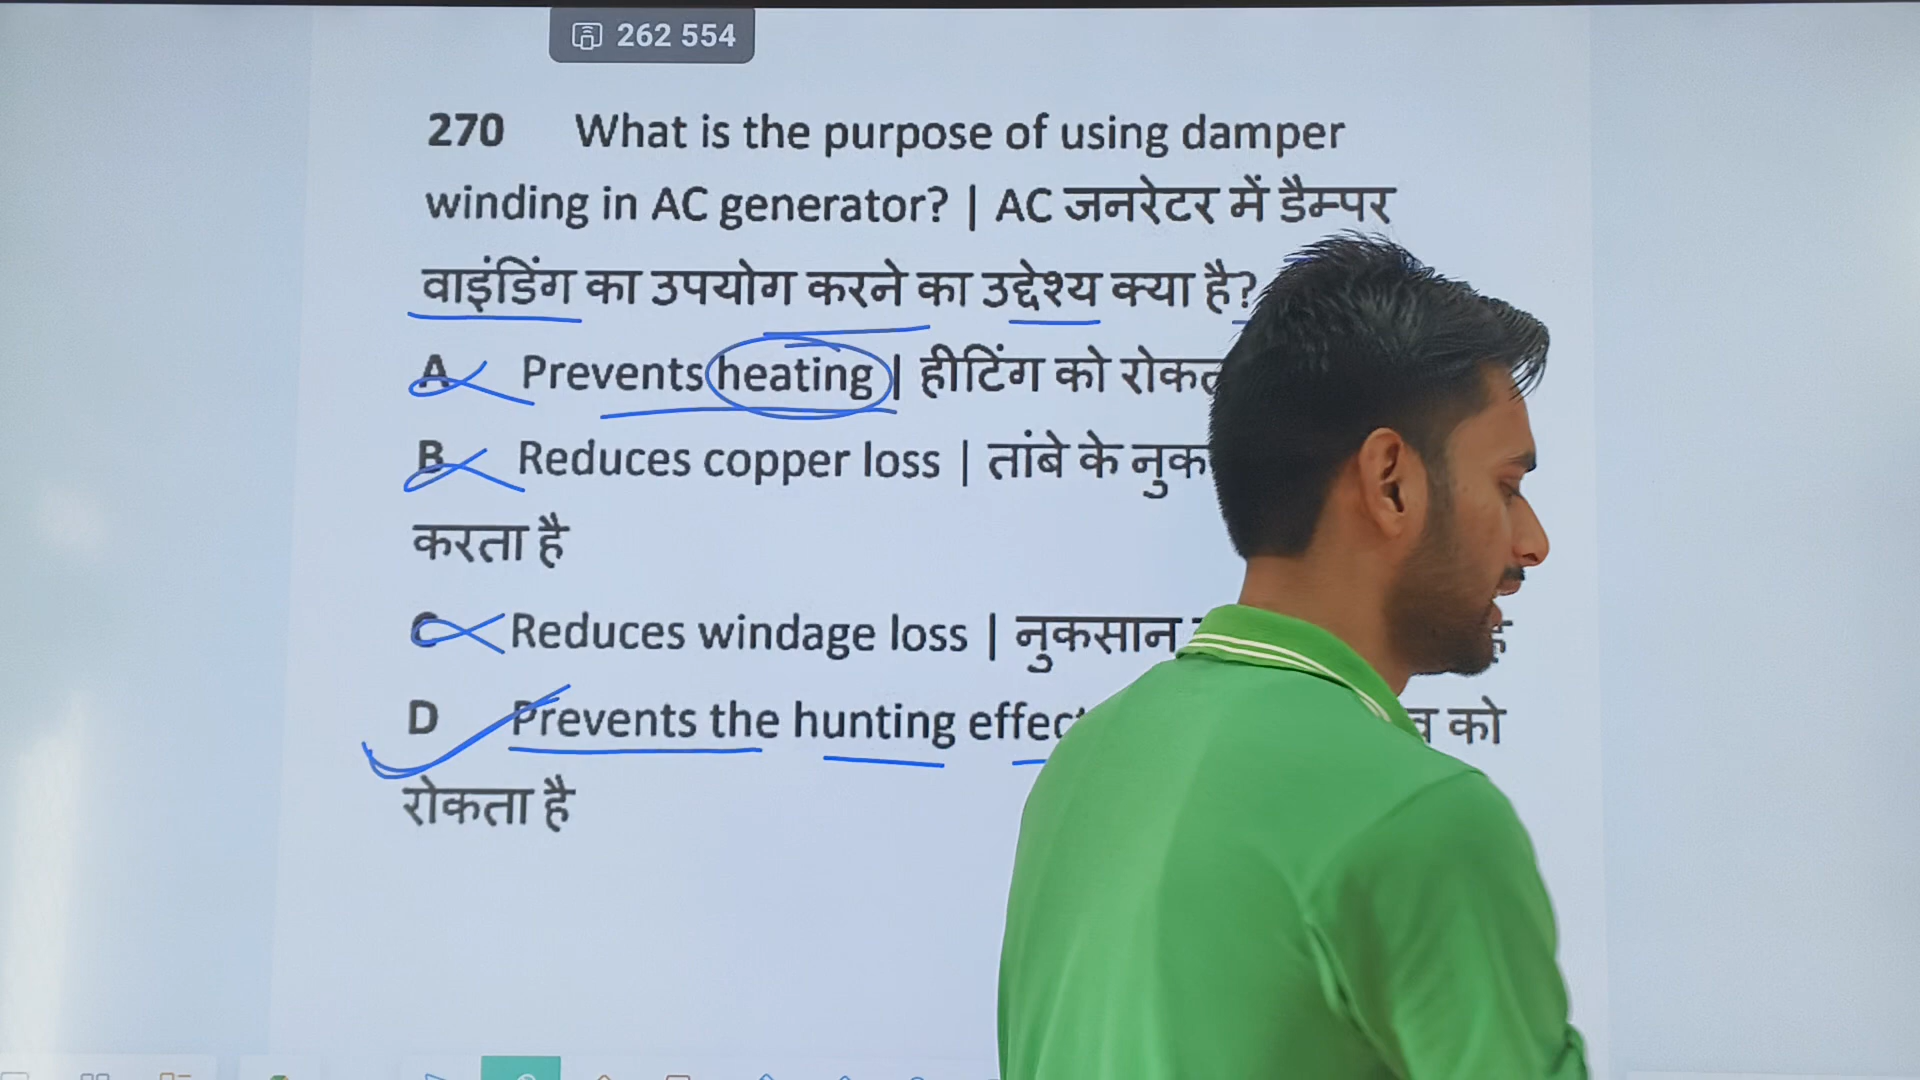 262 554
270 What is the purpose of using damper
winding in AC generator? | AC जनरेटर में डैम्पर
वाइंडिंग का उपयोग करने का उद्देश्य क्या है?
A Prevents heating | हीटिंग को
B Reduces copper loss | तांबे के
करता है
C Reduces windage loss | नुकसान
D Prevents the hunting को
रोकता है